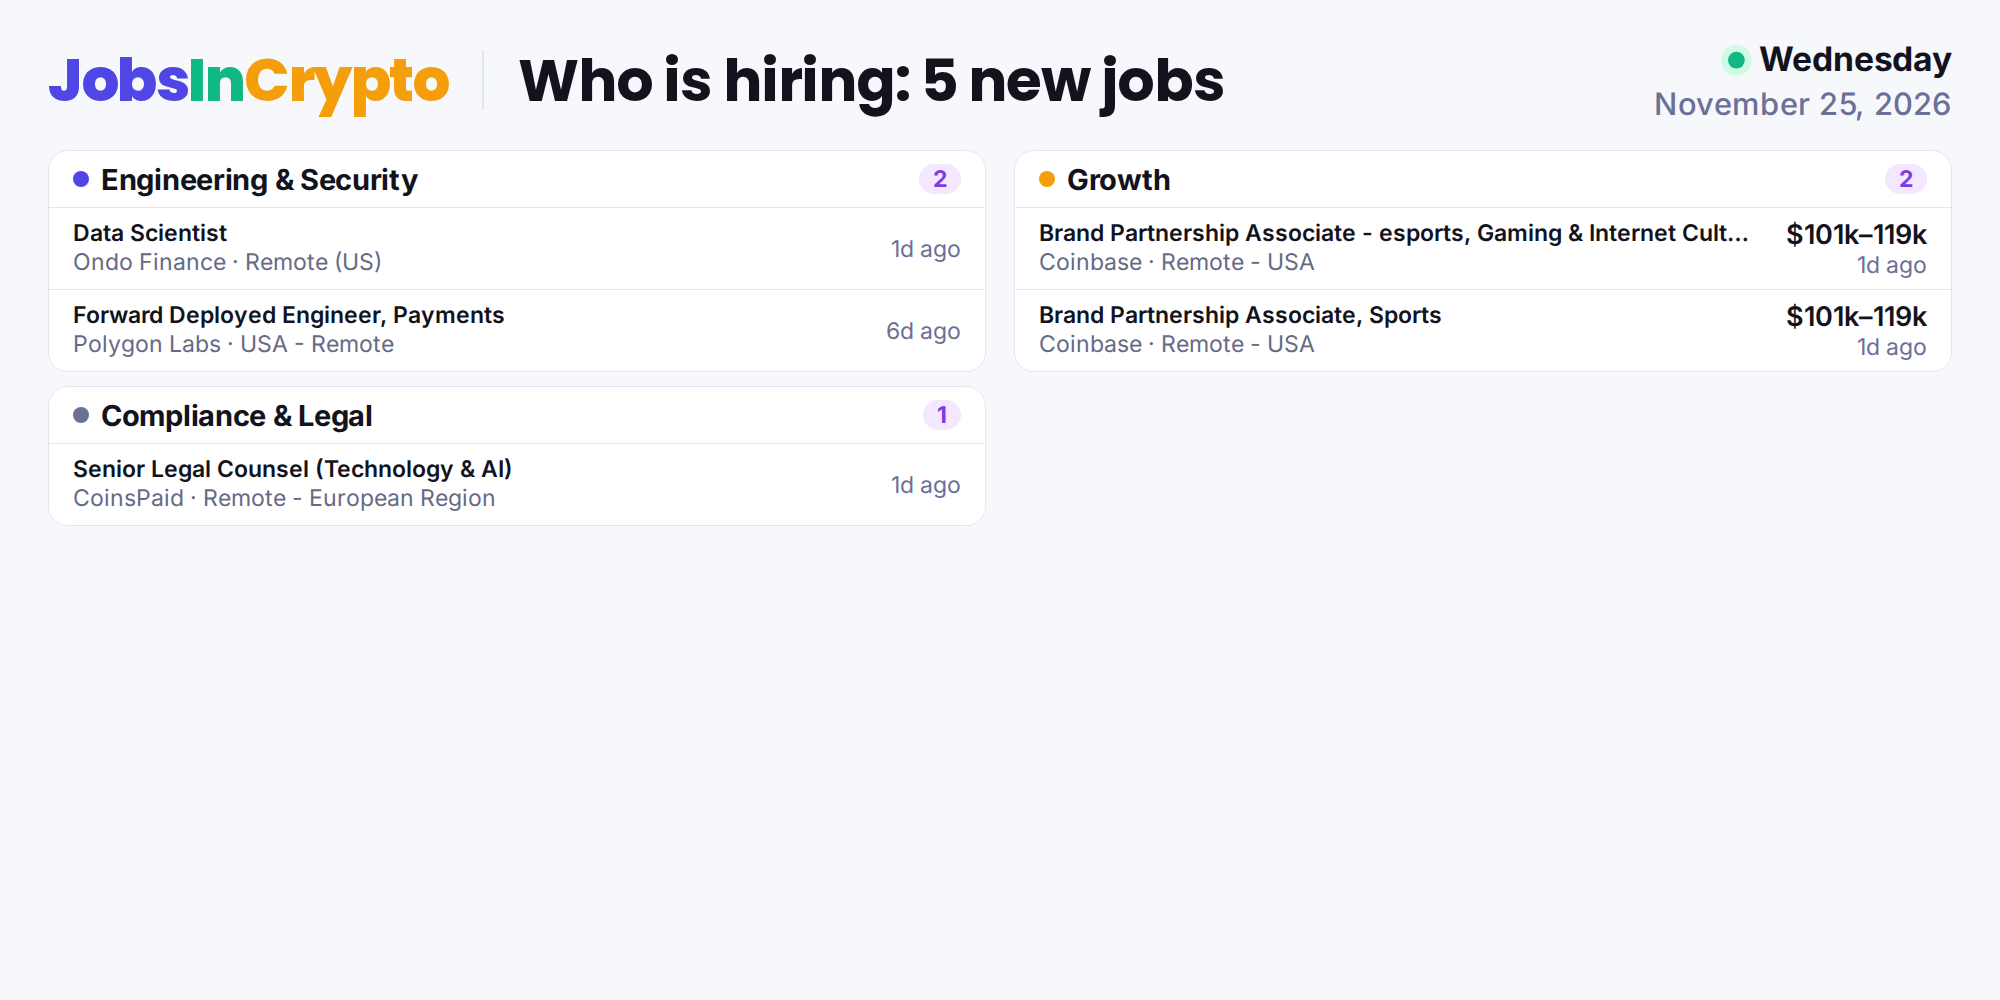 JobsInCrypto
Who is hiring: 5 new jobs
Wednesday
November 25, 2026
Engineering & Security
2
Data Scientist
Ondo Finance · Remote (US)
1d ago
Forward Deployed Engineer, Payments
Polygon Labs · USA - Remote
6d ago
Compliance & Legal
1
Senior Legal Counsel (Technology & AI)
CoinsPaid · Remote - European Region
1d ago
Growth
2
Brand Partnership Associate - esports, Gaming & Internet Cult...
$101k–119k
Coinbase · Remote - USA
1d ago
Brand Partnership Associate, Sports
$101k–119k
Coinbase · Remote - USA
1d ago